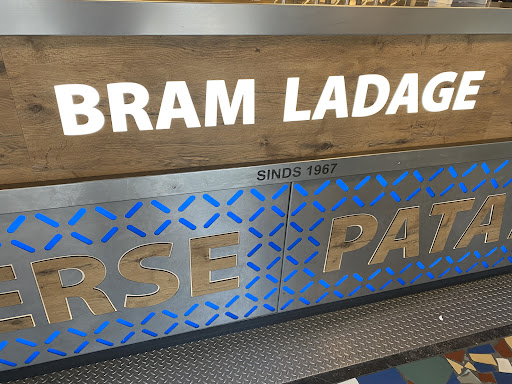 BRAM LADAGE
SINDS 1967
ERSE PATA